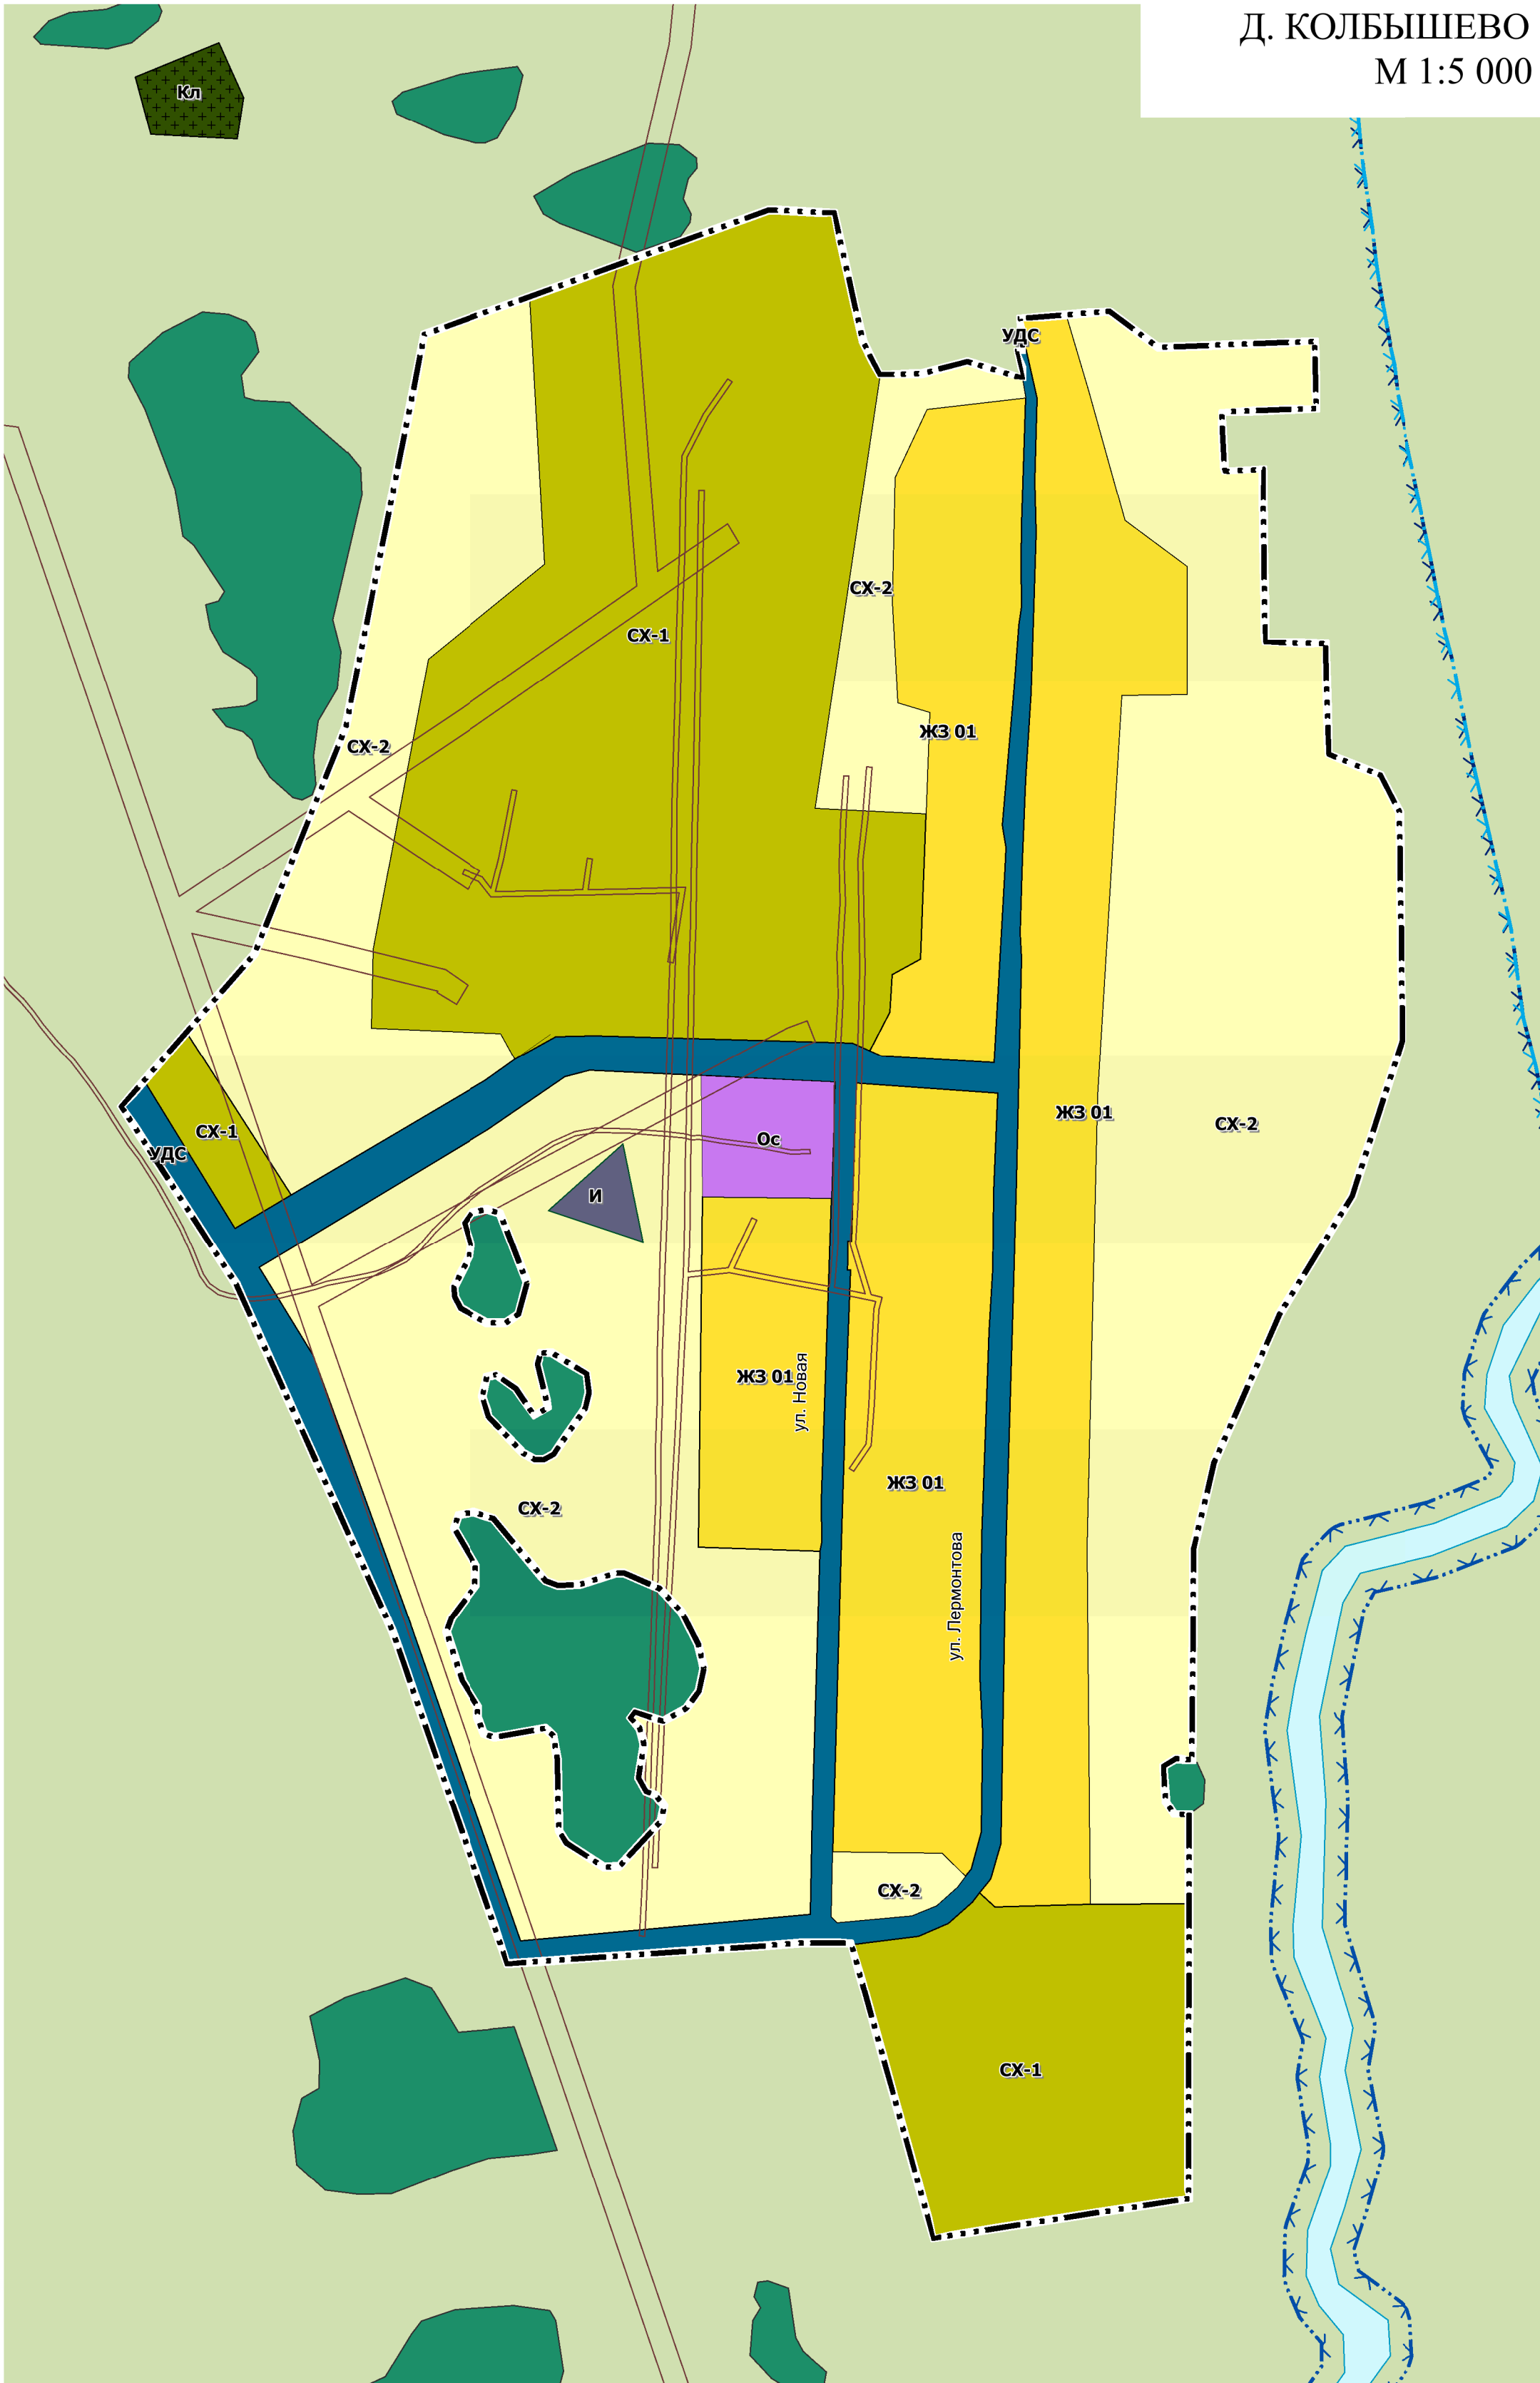 Д. КОЛБЫШЕВО
М 1:5 000
Кл
УДС
СХ-2
СХ-1
ЖЗ 01
СХ-2
ЖЗ 01
СХ-2
СХ-1
Ос
УДС
И
ЖЗ 01
ул. Новая
ЖЗ 01
СХ-2
ул. Лермонтова
СХ-2
СХ-1